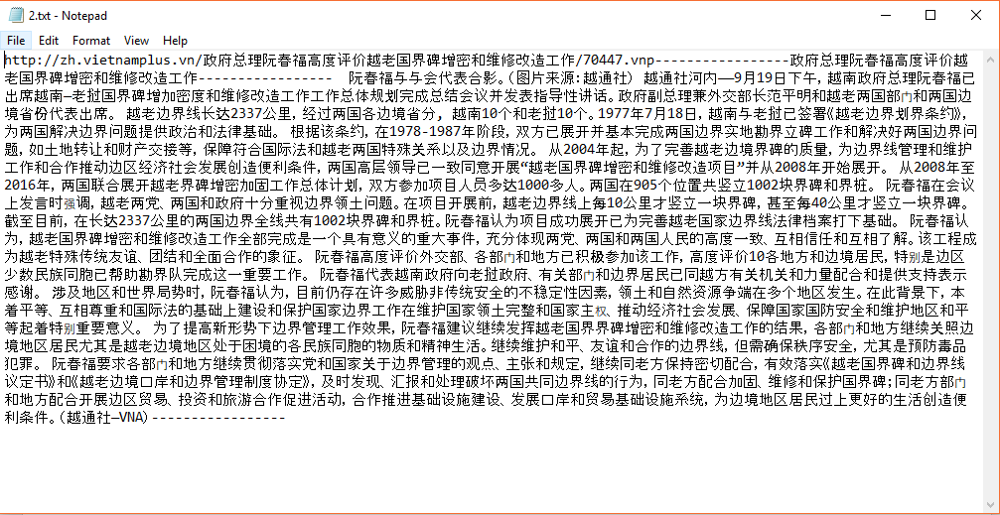 2.txt - Notepad
File Edit Format View Help
http://zh.vietnamplus.vn/政府总理阮春福高度评价越老国界碑增密和维修改造工作/70447.vnp-----------------政府总理阮春福高度评价越
老国界碑增密和维修改造工作----------------- 阮春福与与会代表合影。(图片来源:越通社) 越通社河内——9月19日下午, 越南政府总理阮春福已
出席越南—老挝国界碑增加密度和维修改造工作工作总体规划完成总结会议并发表指导性讲话。政府副总理兼外交部长范平明和越老两国部门和两国边
境省份代表出席。 越老边界线长达2337公里, 经过两国各边境省分, 越南10个和老挝10个。1977年7月18日, 越南与老挝已签署《越老边界划界条约》,
为两国解决边界问题提供政治和法律基础。 根据该条约, 在1978-1987年阶段, 双方已展开并基本完成两国边界实地勘界立碑工作和解决好两国边界问
题, 如土地转让和财产交接等, 保障符合国际法和越老两国特殊关系以及边界情况。 从2004年起, 为了完善越老边境界碑的质量, 为边界线管理和维护
工作和合作推动边区经济社会发展创造便利条件, 两国高层领导已一致同意开展“越老国界碑增密和维修改造项目”并从2008年开始展开。 从2008年至
2016年, 两国联合展开越老界碑增密加固工作总体计划, 双方参加项目人员多达1000多人。两国在905个位置共竖立1002块界碑和界桩。 阮春福在会议
上发言时强调, 越老两党、两国和政府十分重视边界领土问题。在项目开展前, 越老边界线上每10公里才竖立一块界碑, 甚至每40公里才竖立一块界碑。
截至目前, 在长达2337公里的两国边界全线共有1002块界碑和界桩。阮春福认为项目成功展开已为完善越老国家边界线法律档案打下基础。 阮春福认
为, 越老国界碑增密和维修改造工作全部完成是一个具有意义的重大事件, 充分体现两党、两国和两国人民的高度一致、互相信任和互相了解。该工程成
为越老特殊传统友谊、团结和全面合作的象征。 阮春福高度评价外交部、各部门和地方已积极参加该工作, 高度评价10各地方和边境居民, 特别是边区
少数民族同胞已帮助勘界队完成这一重要工作。 阮春福代表越南政府向老挝政府、有关部门和边界居民已同越方有关机关和力量配合和提供支持表示
感谢。 涉及地区和世界局势时, 阮春福认为, 目前仍存在许多威胁非传统安全的不稳定性因素, 领土和自然资源争端在多个地区发生。在此背景下, 本
着平等、互相尊重和国际法的基础上建设和保护国家边界工作在维护国家领土完整和国家主权、推动经济社会发展、保障国家国防安全和维护地区和平
等起着特别重要意义。 为了提高新形势下边界管理工作效果, 阮春福建议继续发挥越老国界界碑增密和维修改造工作的结果, 各部门和地方继续关照边
境地区居民尤其是越老边境地区处于困境的各民族同胞的物质和精神生活。继续维护和平、友谊和合作的边界线, 但需确保秩序安全, 尤其是预防毒品
犯罪。 阮春福要求各部门和地方继续贯彻落实党和国家关于边界管理的观点、主张和规定, 继续同老方保持密切配合, 有效落实《越老国界碑和边界线
议定书》和《越老边境口岸和边界管理制度协定》, 及时发现、汇报和处理破坏两国共同边界线的行为, 同老方配合加固、维修和保护国界碑;同老方部门
和地方配合开展边区贸易、投资和旅游合作促进活动, 合作推进基础设施建设、发展口岸和贸易基础设施系统, 为边境地区居民过上更好的生活创造便
利条件。(越通社—VNA)-----------------